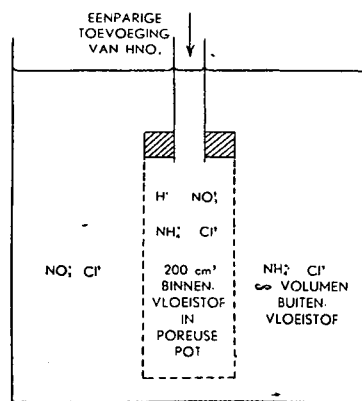 EENPARIGE
TOEVOEGING
VAN HNO,
H⁺ NO₃⁻
NH₄⁺ Cl⁻
200 cm³
BINNEN-
VLOEISTOF
IN
POREUSE
POT
NO₃⁻ Cl⁻
NH₄⁺ Cl⁻
∞ VOLUMEN
BUITEN-
VLOEISTOF